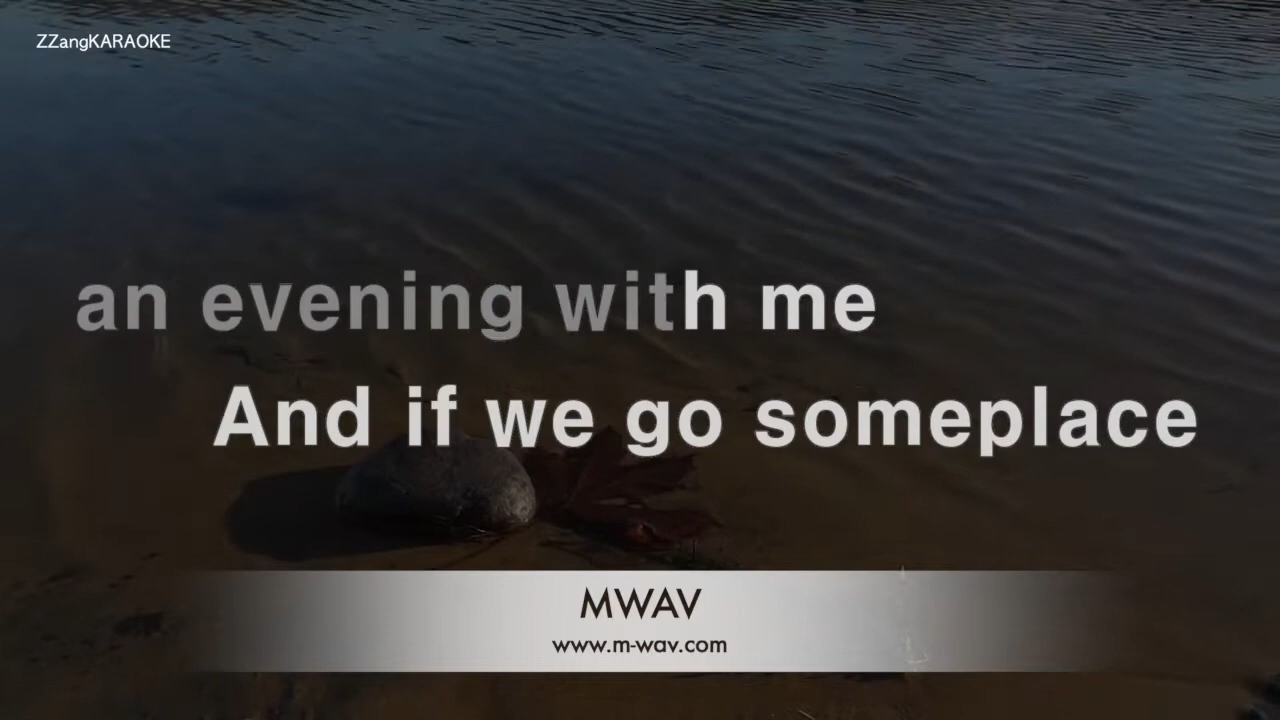 ZZangKARAOKE
an evening with me
And if we go someplace
MWAV
www.m-wav.com